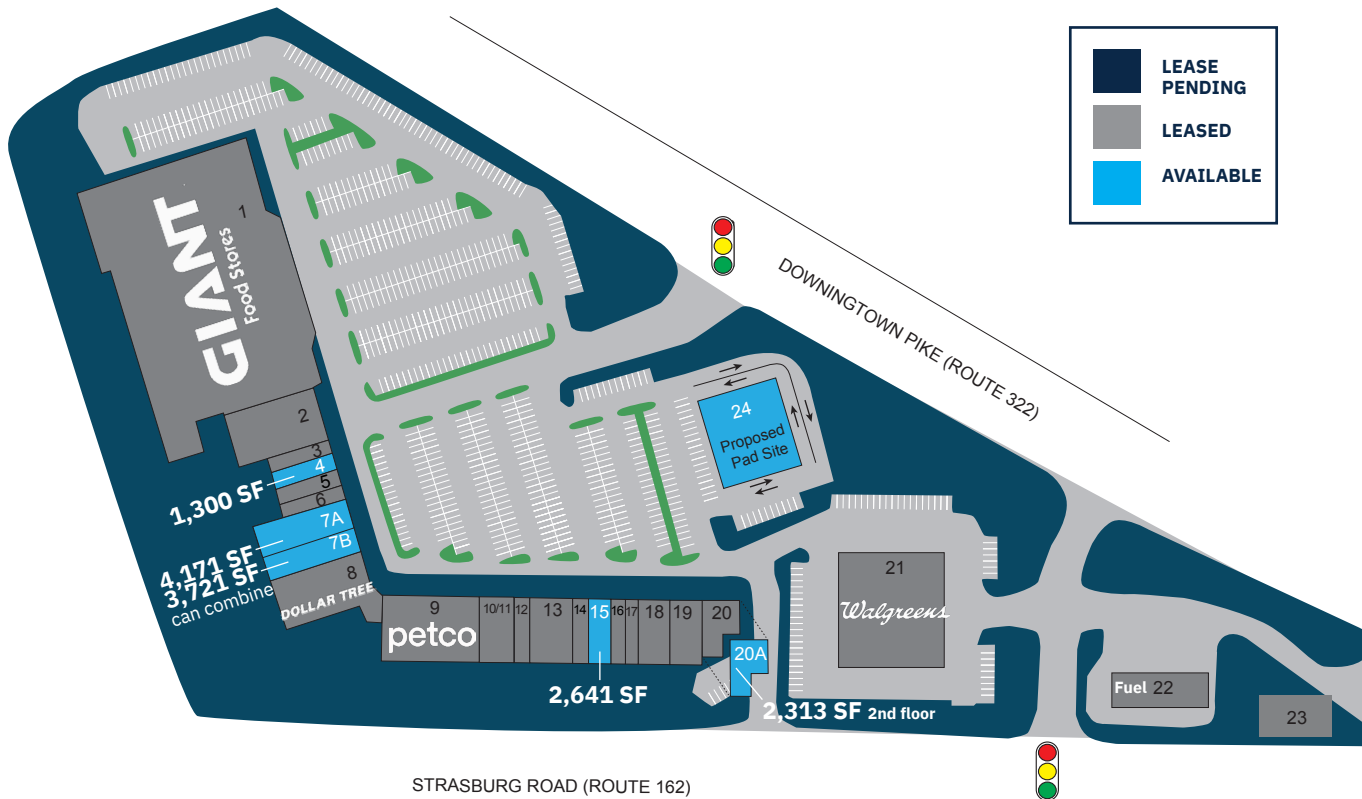 LEASE
PENDING
LEASED
AVAILABLE
DOWNINGTOWN PIKE (ROUTE 322)
GIANT
Food Stores
1
2
3
4
5
6
7A
7B
8
1,300 SF
4,171 SF
3,721 SF
can combine
DOLLAR TREE
24
Proposed
Pad Site
9
petco
10/11
12
13
14
15
16
17
18
19
20
20A
2,641 SF
2,313 SF 2nd floor
21
Walgreens
Fuel 22
23
STRASBURG ROAD (ROUTE 162)